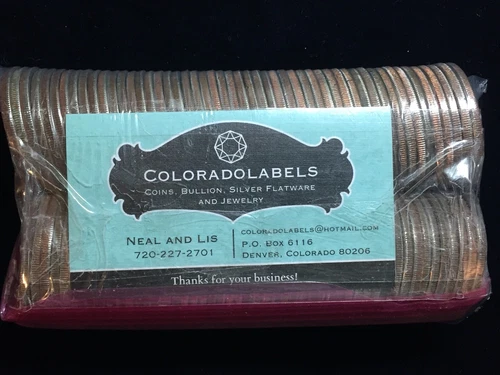 COLORADOLABELS
COINS, BULLION, SILVER FLATWARE
AND JEWELRY
NEAL AND LIS
720-227-2701
COLORADOLABELS@HOTMAIL.COM
P.O. BOX 6116
DENVER, COLORADO 80206
Thanks for your business!